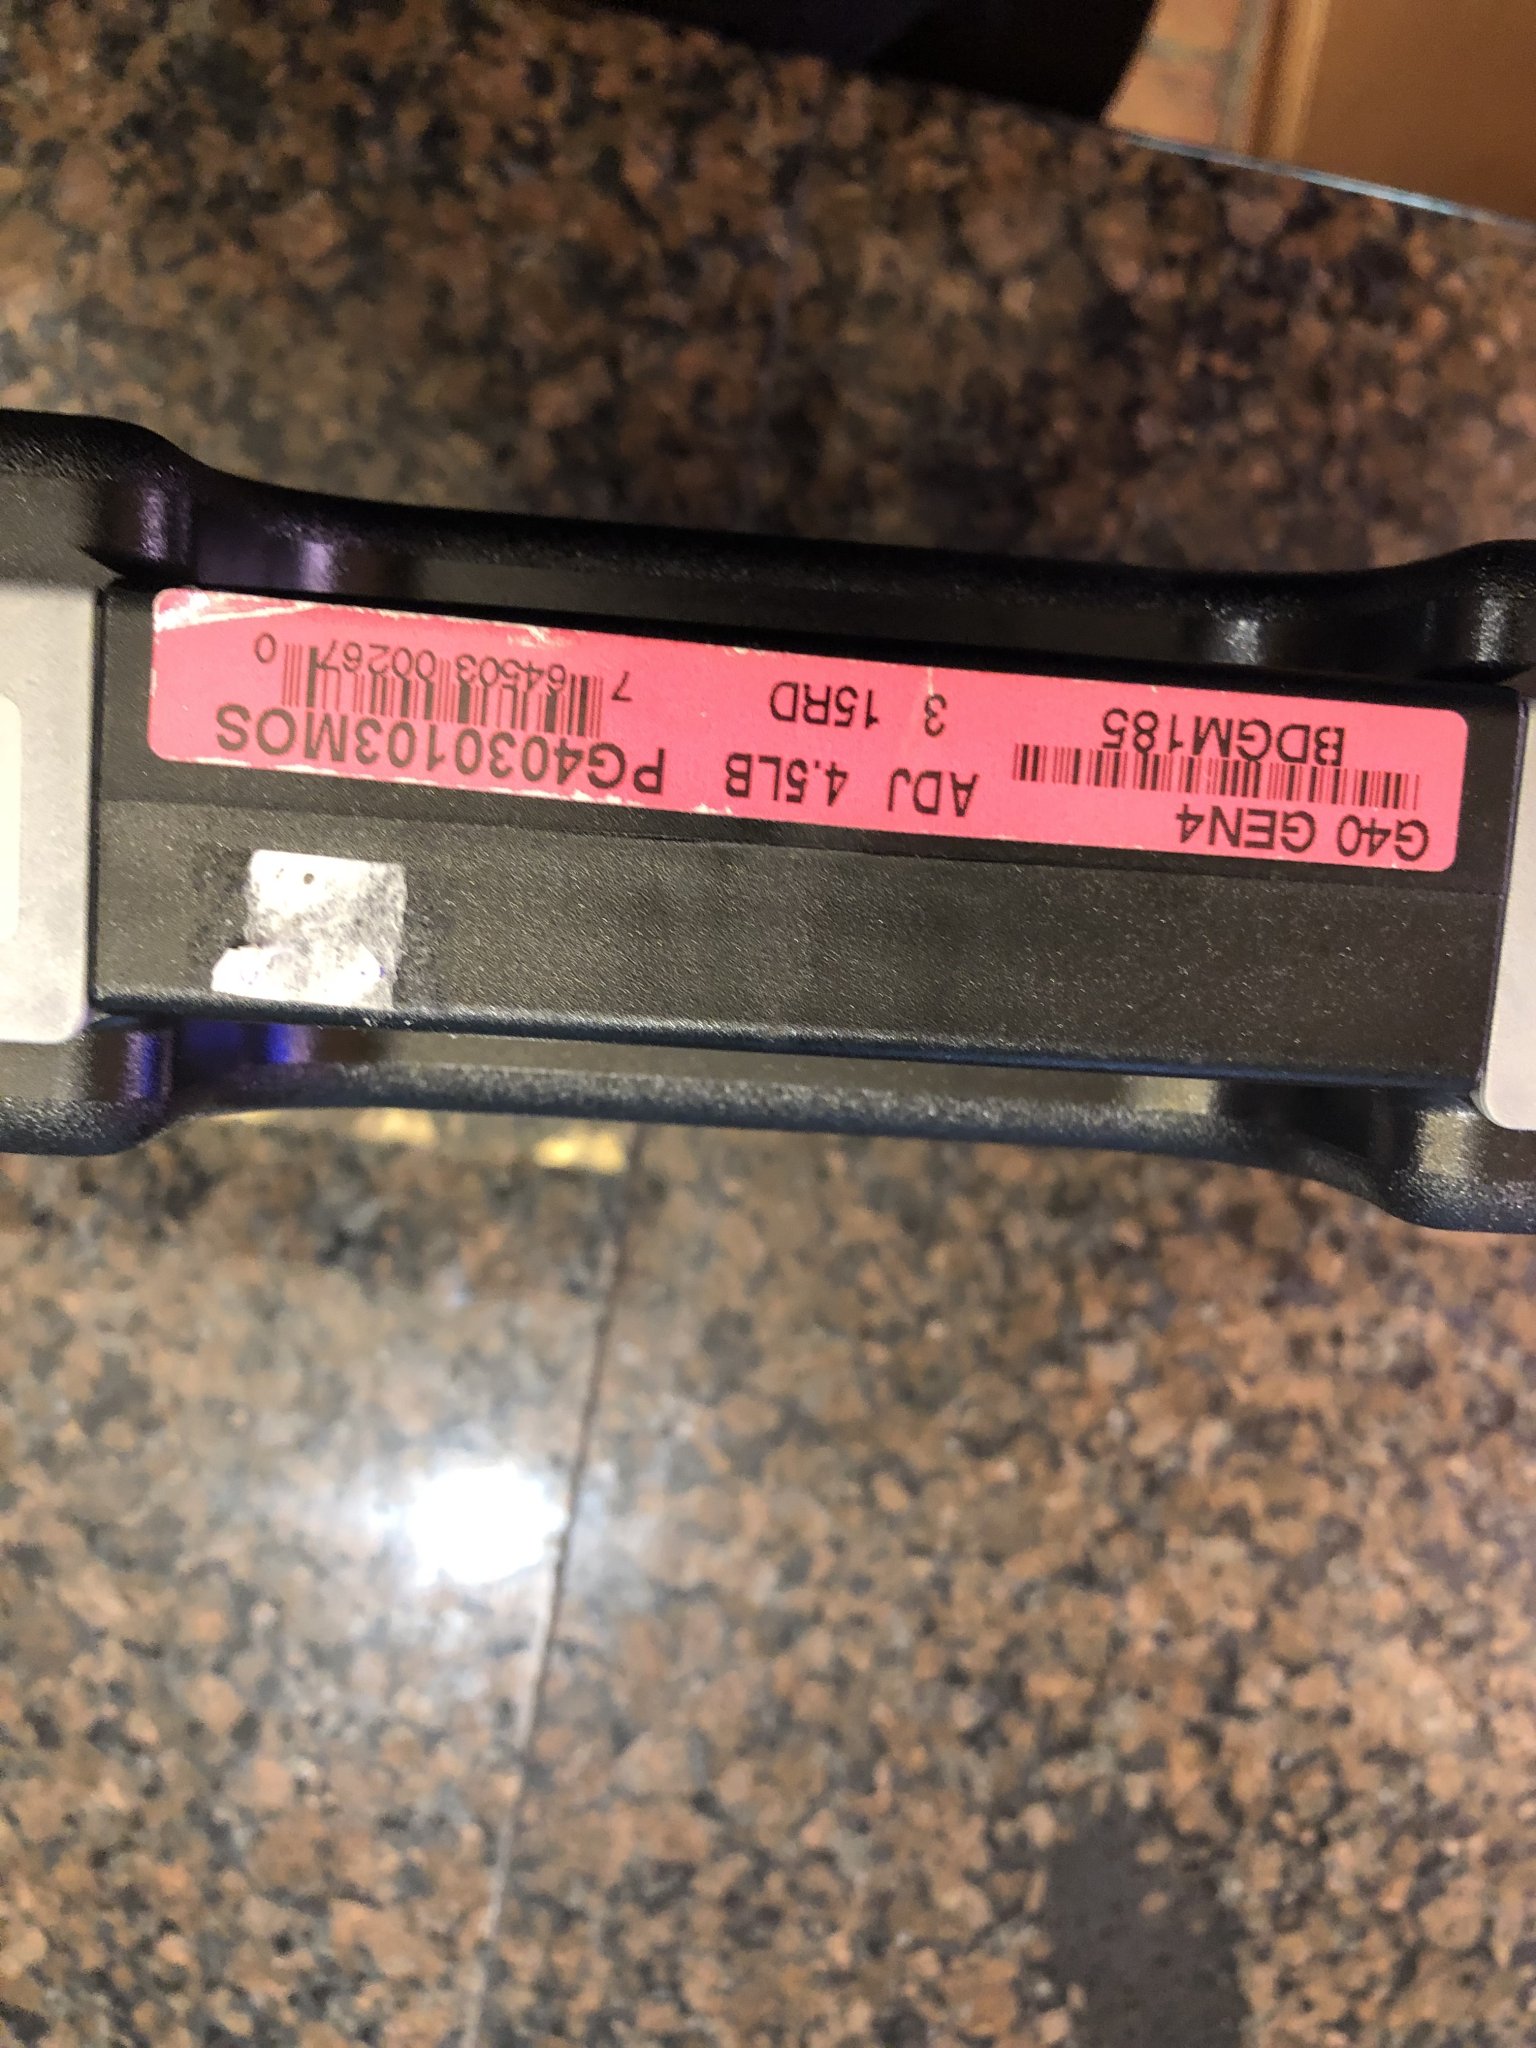 G40 GEN4 ADJ 4.5LB PG4030103MOS
BDGM185 3 15RD
7 64503 00267 0